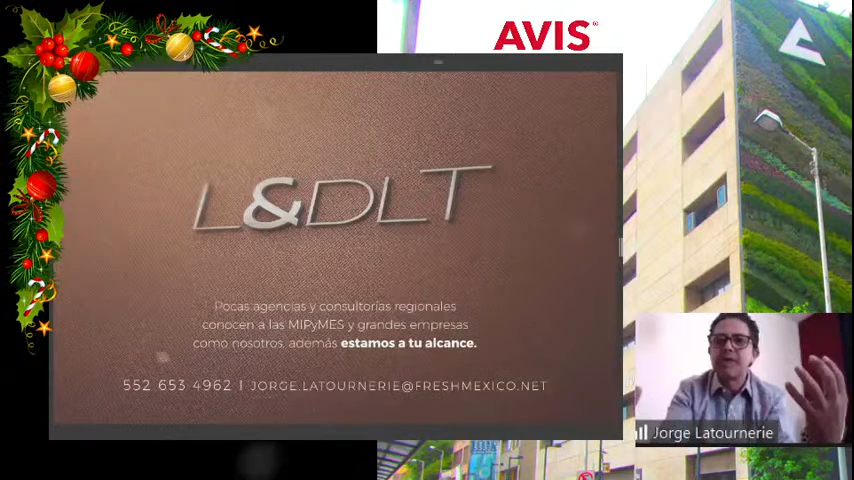 AVIS
L&DLT
Pocas agencias y consultorías regionales
conocen a las MIPyMES y grandes empresas
como nosotros, además estamos a tu alcance.
552 653 4962 | JORGE.LATOURNERIE@FRESHMEXICO.NET
Jorge Latournerie